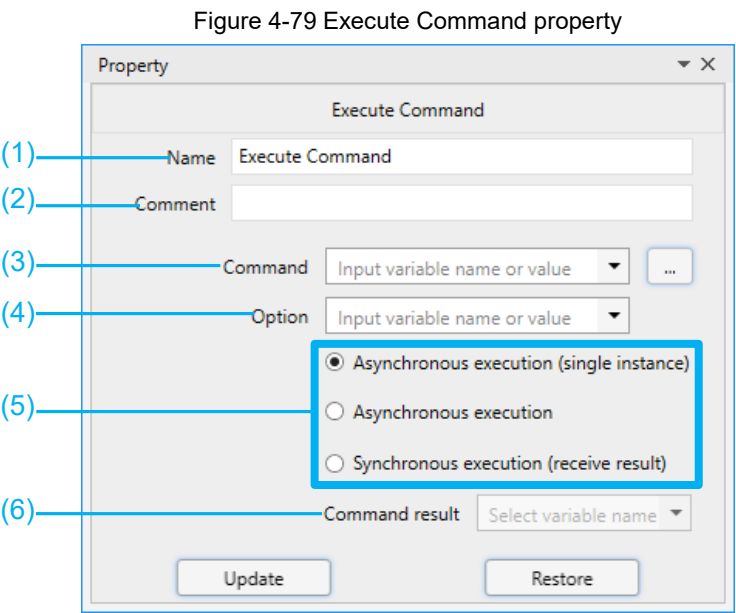 Figure 4-79 Execute Command property
Property
Execute Command
(1) Name Execute Command
(2) Comment
(3) Command Input variable name or value ...
(4) Option Input variable name or value
Asynchronous execution (single instance)
(5) Asynchronous execution
Synchronous execution (receive result)
(6) Command result Select variable name
Update Restore